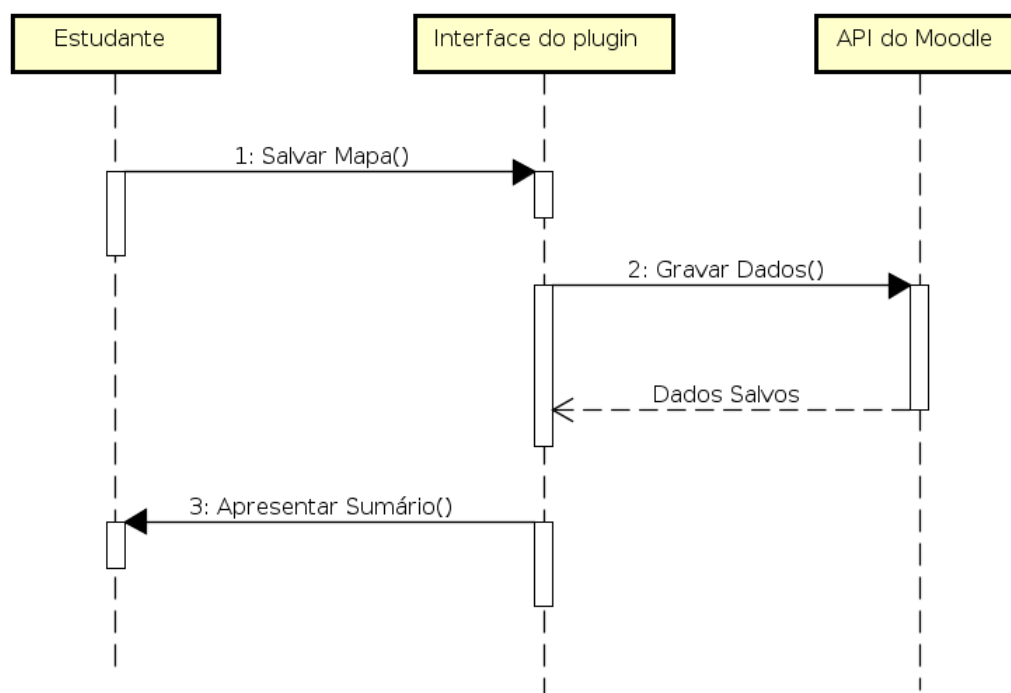 Estudante
Interface do plugin
API do Moodle
1: Salvar Mapa()
2: Gravar Dados()
Dados Salvos
3: Apresentar Sumário()